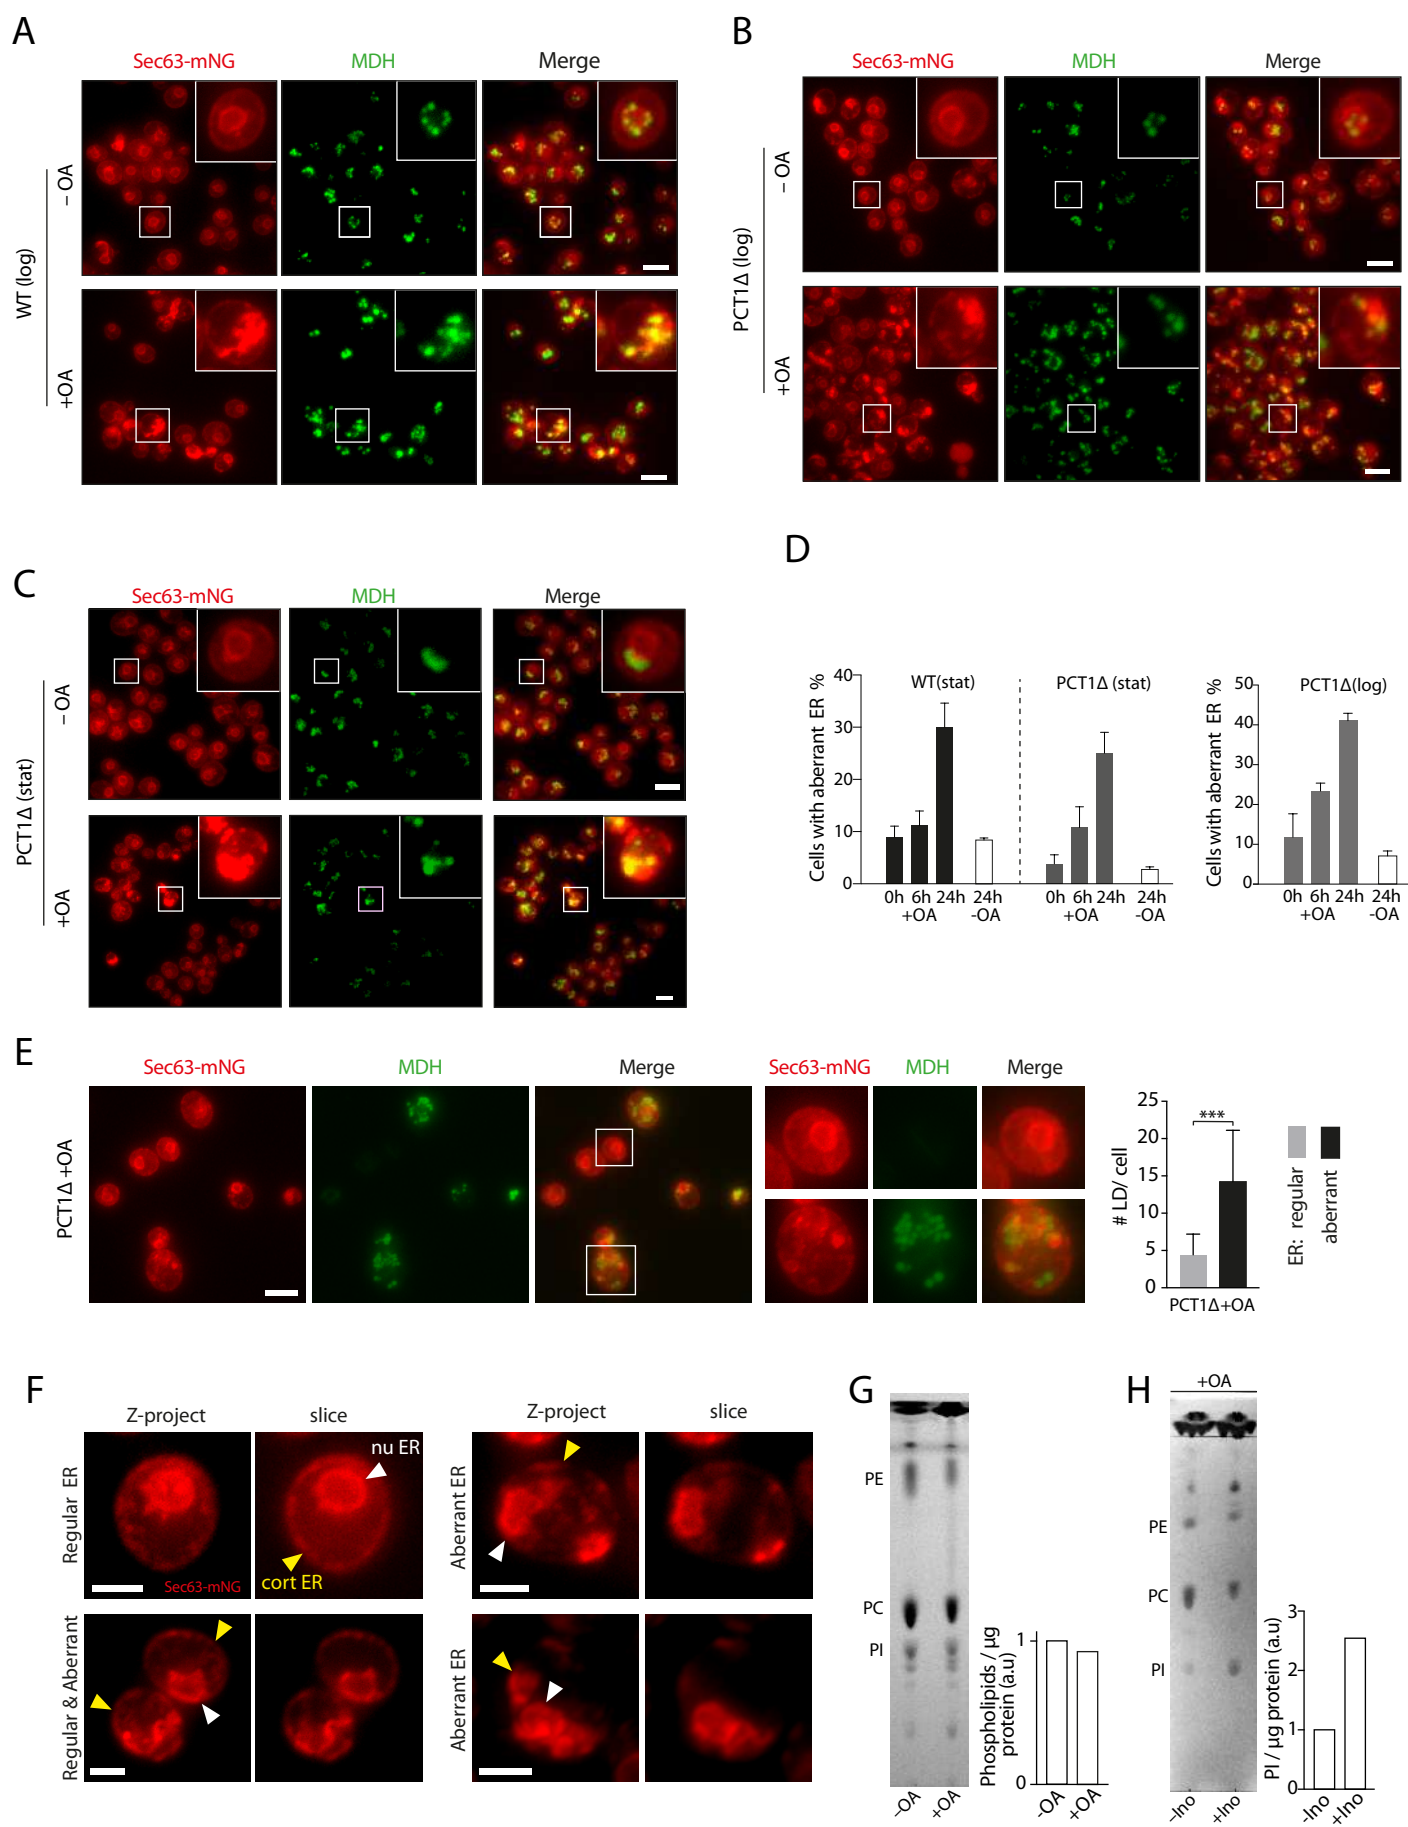 A
Sec63-mNG MDH Merge
WT (log)
– OA
+OA
B
Sec63-mNG MDH Merge
PCT1Δ (log)
– OA
+OA
C
Sec63-mNG MDH Merge
PCT1Δ (stat)
– OA
+OA
D
Cells with aberrant ER %
40
30
20
10
0
WT(stat) PCT1Δ (stat)
0h 6h 24h 24h 0h 6h 24h 24h
+OA -OA +OA -OA
Cells with aberrant ER %
50
40
30
20
10
0
PCT1Δ(log)
0h 6h 24h 24h
+OA -OA
E
Sec63-mNG MDH Merge Sec63-mNG MDH Merge
PCT1Δ +OA
# LD/ cell
25
20
15
10
5
0
***
PCT1Δ+OA
ER: regular
aberrant
F
Z-project slice Z-project slice
Regular ER
nu ER
cort ER
Sec63-mNG
Aberrant ER
Regular & Aberrant
Aberrant ER
G
PE
PC
PI
–OA +OA
Phospholipids / µg
protein (a.u)
1
0
-OA +OA
H
+OA
PE
PC
PI
–Ino +Ino
PI / µg protein (a.u)
3
2
1
0
-Ino +Ino